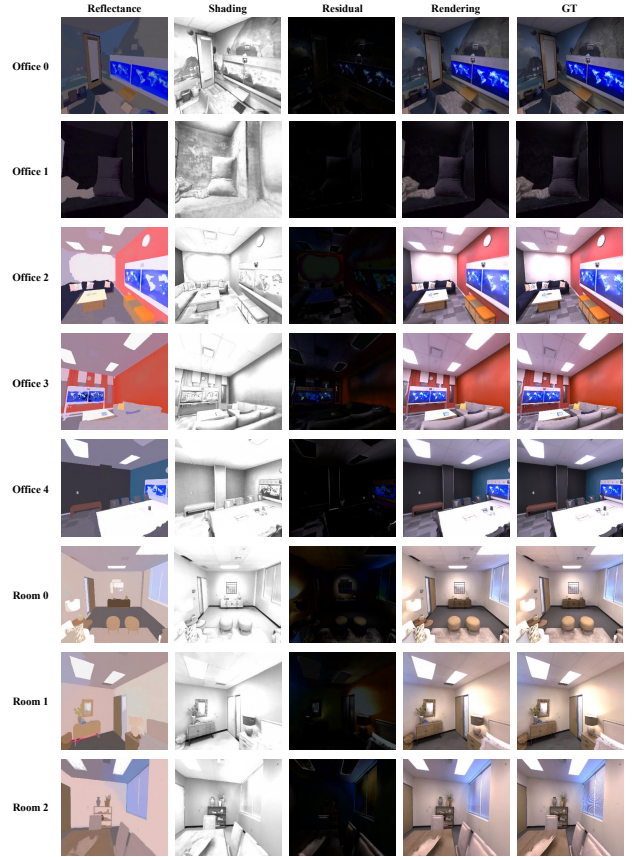 Reflectance Shading Residual Rendering GT
Office 0
Office 1
Office 2
Office 3
Office 4
Room 0
Room 1
Room 2